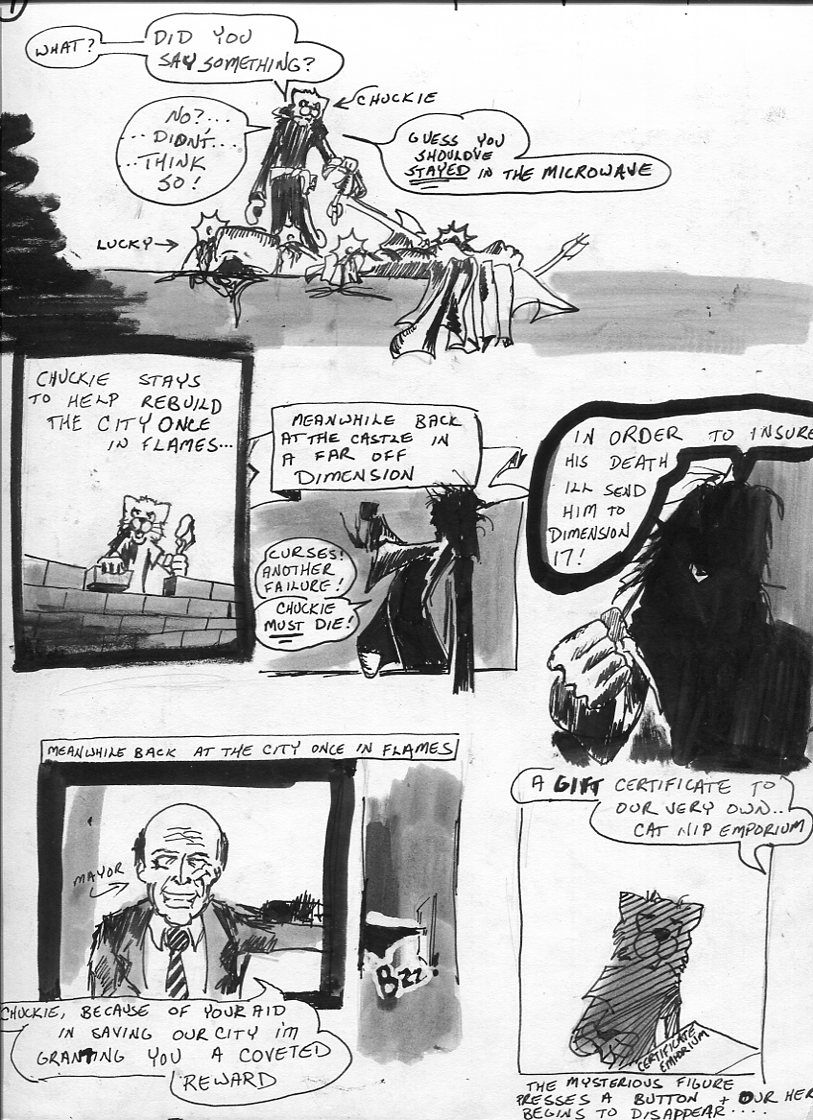 1
WHAT?
DID YOU
SAY SOMETHING?
CHUCKIE
NO?...
...DIDN'T...
...THINK
SO!
GUESS YOU
SHOULD'VE
STAYED IN THE MICROWAVE
LUCKY
CHUCKIE STAYS
TO HELP REBUILD
THE CITY ONCE
IN FLAMES...
MEANWHILE BACK
AT THE CASTLE IN
A FAR OFF
DIMENSION
CURSES!
ANOTHER
FAILURE!
CHUCKIE
MUST DIE!
IN ORDER TO INSURE
HIS DEATH
ILL SEND
HIM TO
DIMENSION
17!
MEANWHILE BACK AT THE CITY ONCE IN FLAMES
MAYOR
CHUCKIE, BECAUSE OF YOUR AID
IN SAVING OUR CITY I'M
GRANTING YOU A COVETED
REWARD
BZZ!
A GIFT CERTIFICATE TO
OUR VERY OWN...
CAT NIP EMPORIUM
CERTIFICATE
EMPORIUM
THE MYSTERIOUS FIGURE
PRESSES A BUTTON + OUR HER
BEGINS TO DISAPPEAR....